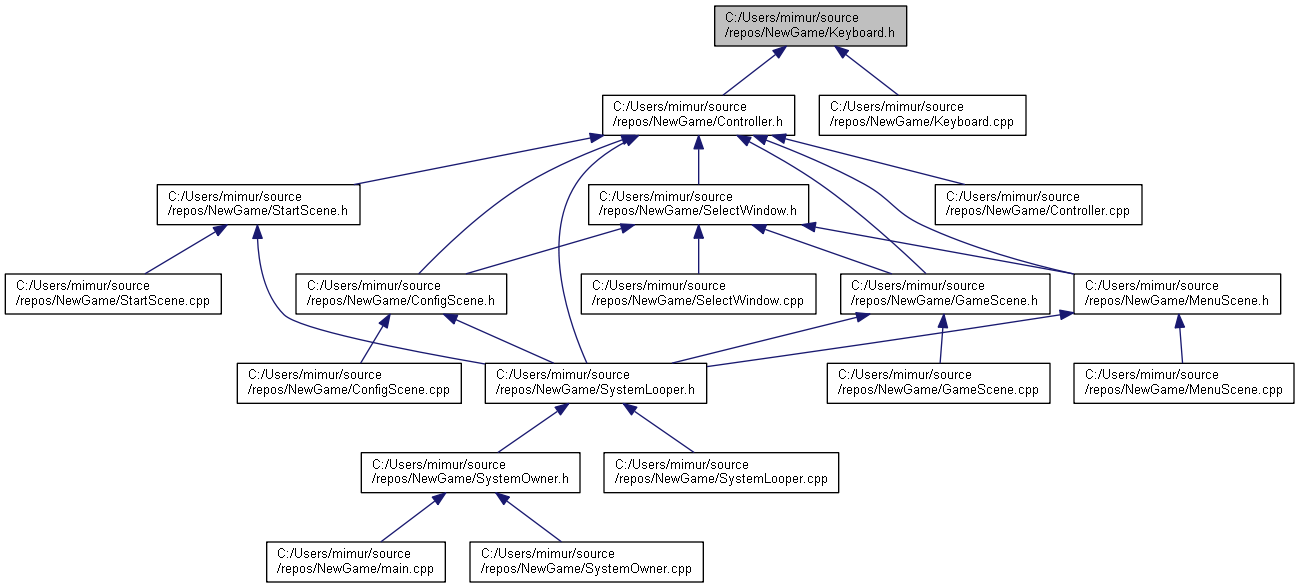 C:/Users/mimur/source
/repos/NewGame/Keyboard.h
C:/Users/mimur/source
/repos/NewGame/Controller.h
C:/Users/mimur/source
/repos/NewGame/Keyboard.cpp
C:/Users/mimur/source
/repos/NewGame/StartScene.h
C:/Users/mimur/source
/repos/NewGame/SelectWindow.h
C:/Users/mimur/source
/repos/NewGame/Controller.cpp
C:/Users/mimur/source
/repos/NewGame/StartScene.cpp
C:/Users/mimur/source
/repos/NewGame/ConfigScene.h
C:/Users/mimur/source
/repos/NewGame/SelectWindow.cpp
C:/Users/mimur/source
/repos/NewGame/GameScene.h
C:/Users/mimur/source
/repos/NewGame/MenuScene.h
C:/Users/mimur/source
/repos/NewGame/ConfigScene.cpp
C:/Users/mimur/source
/repos/NewGame/SystemLooper.h
C:/Users/mimur/source
/repos/NewGame/GameScene.cpp
C:/Users/mimur/source
/repos/NewGame/MenuScene.cpp
C:/Users/mimur/source
/repos/NewGame/SystemOwner.h
C:/Users/mimur/source
/repos/NewGame/SystemLooper.cpp
C:/Users/mimur/source
/repos/NewGame/main.cpp
C:/Users/mimur/source
/repos/NewGame/SystemOwner.cpp